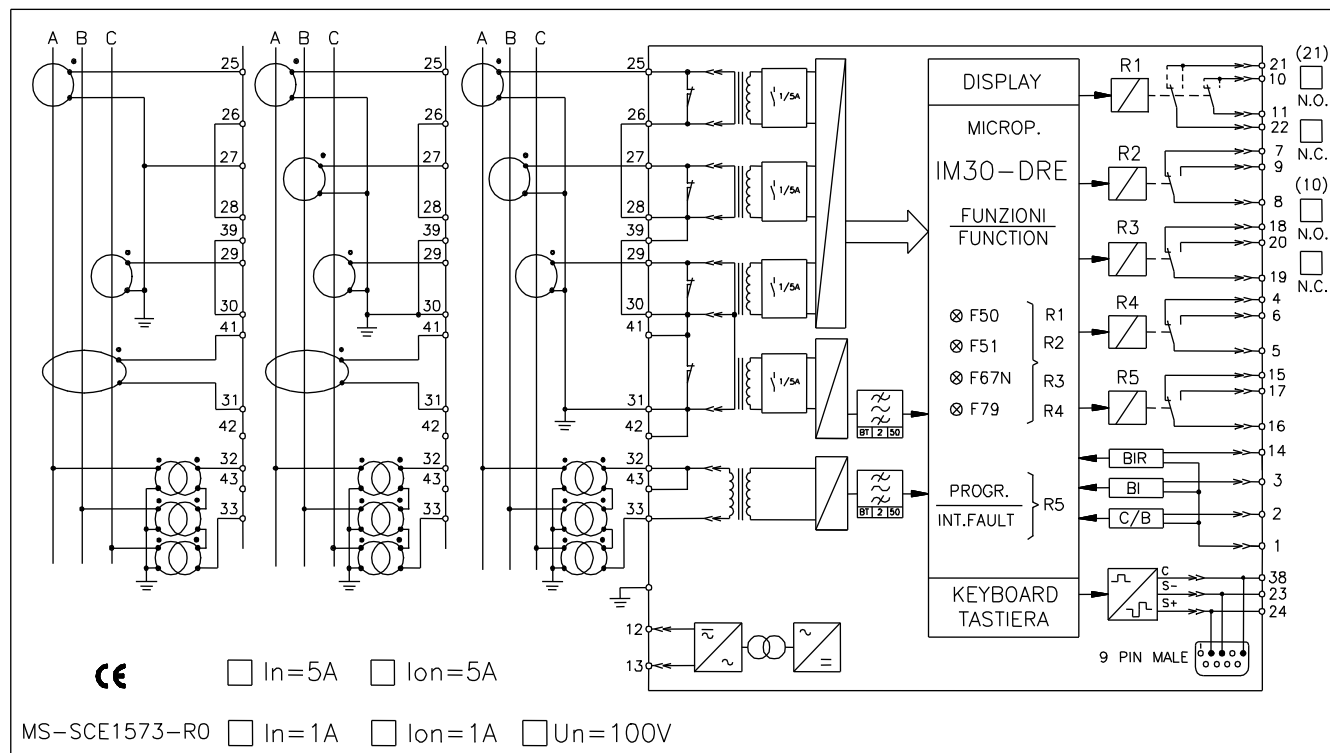 A B C A B C A B C
25 25 25
26 26 26
27 27 27
28 28 28
39 39 39
29 29 29
30 30 30
41 41 41
31 31 31
42 42 42
32 32 32
43 43 43
33 33 33
12
13
1/5A
1/5A
1/5A
1/5A
BT 2 50
BT 2 50
DISPLAY
MICROP.
IM30-DRE
FUNZIONI
FUNCTION
F50 R1
F51 R2
F67N R3
F79 R4
PROGR.
INT.FAULT
R5
KEYBOARD
TASTIERA
R1
R2
R3
R4
R5
BIR
BI
C/B
C
S-
S+
21
10
11
22
7
9
8
18
20
19
4
6
5
15
17
16
14
3
2
1
38
23
24
(21)
N.O.
N.C.
(10)
N.O.
N.C.
9 PIN MALE
1
CE
In=5A Ion=5A
MS-SCE1573-R0 In=1A Ion=1A Un=100V